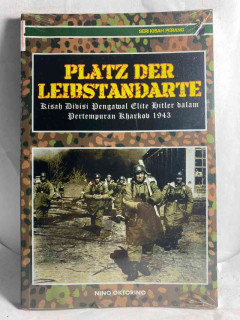 SERI KISAH PERANG
PLATZ DER
LEIBSTANDARTE
Kisah Divisi Pengawal Elite Hitler dalam
Pertempuran Kharkov 1943
NINO OKTORINO